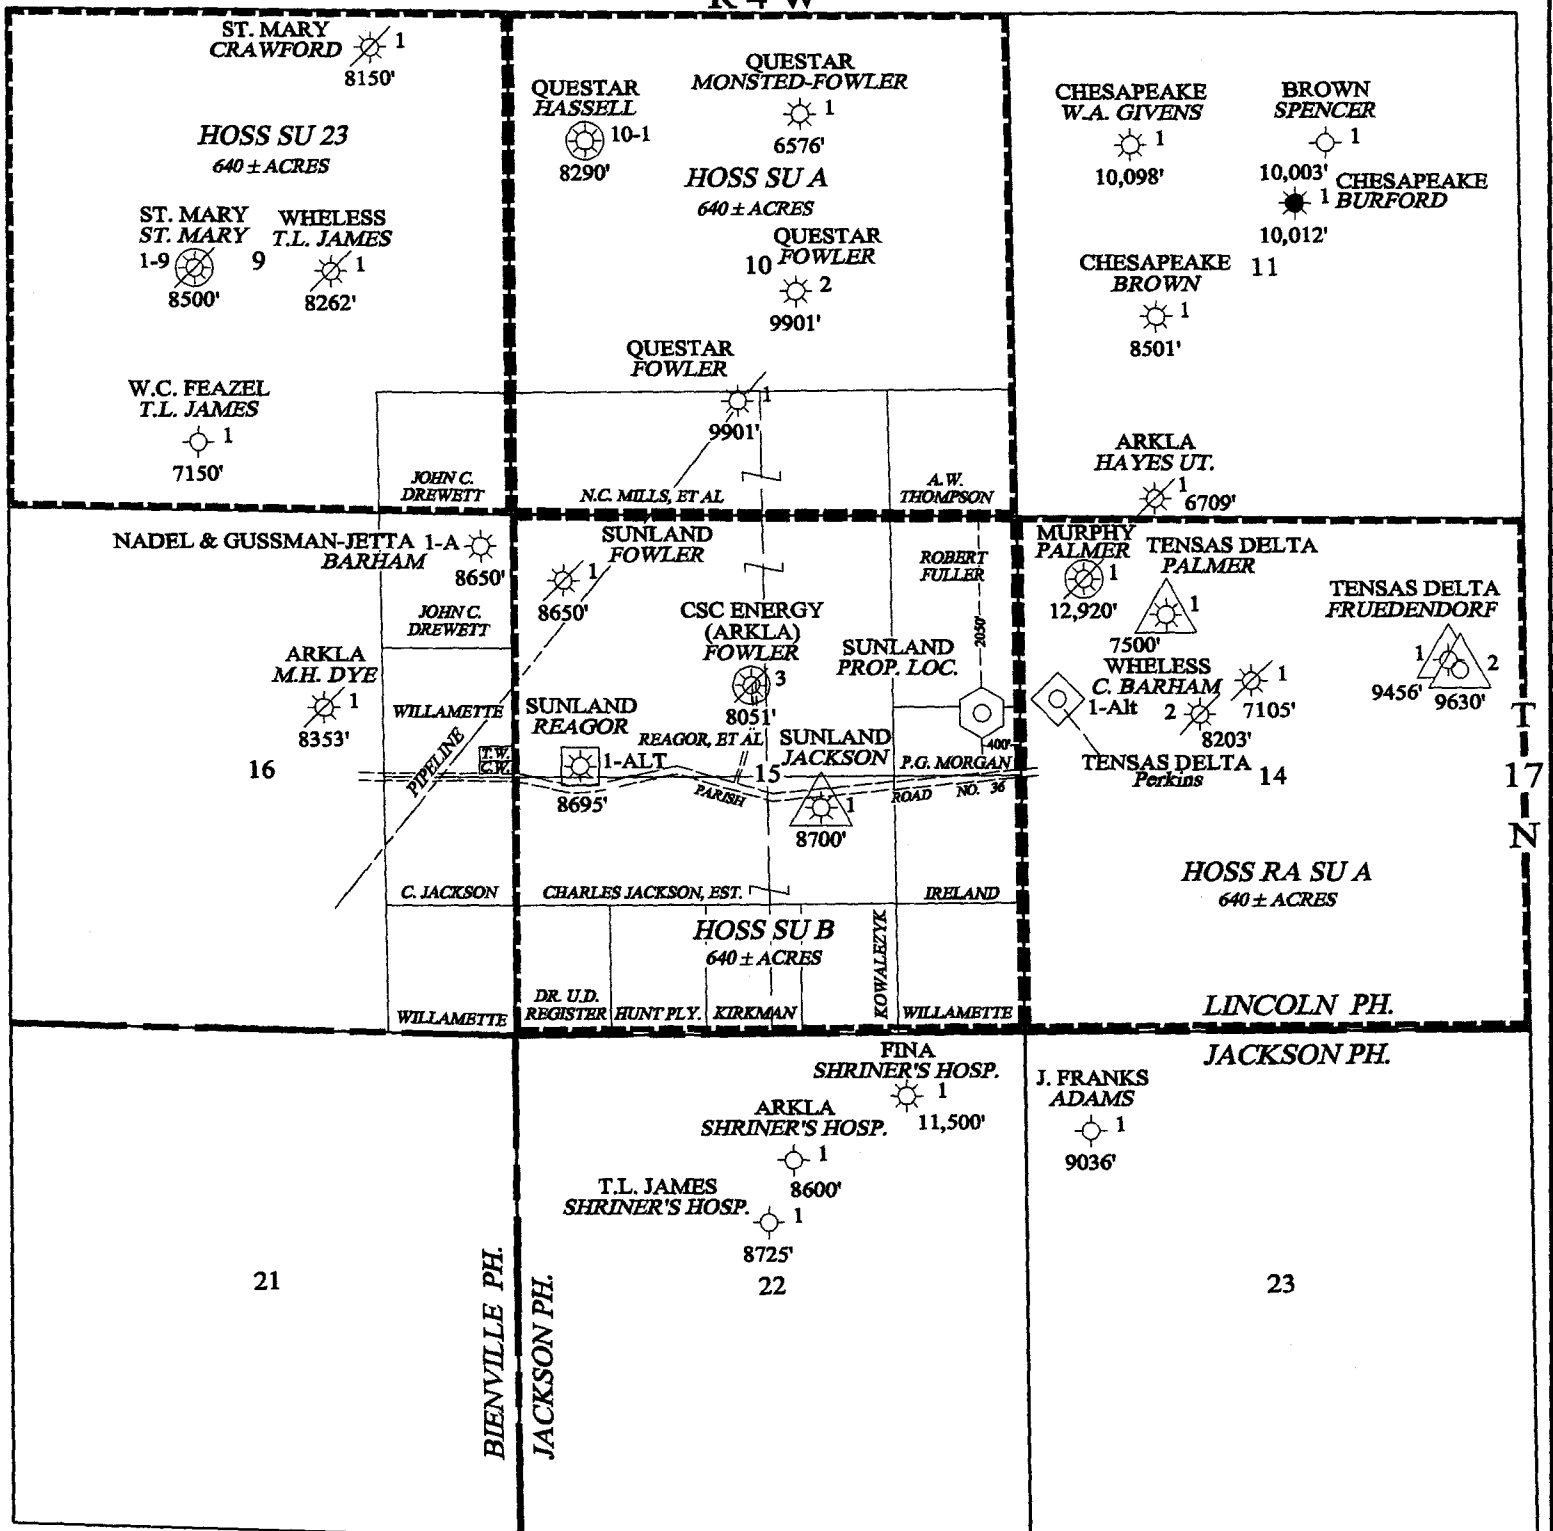 R 4 W
ST. MARY
CRAWFORD
1
8150'
HOSS SU 23
640 ± ACRES
ST. MARY
ST. MARY
1-9
8500'
9
WHELESS
T.L. JAMES
1
8262'
W.C. FEAZEL
T.L. JAMES
1
7150'
JOHN C.
DREWETT
QUESTAR
HASSELL
10-1
8290'
QUESTAR
MONSTED-FOWLER
1
6576'
HOSS SU A
640 ± ACRES
QUESTAR
FOWLER
10
2
9901'
QUESTAR
FOWLER
1
9901'
N.C. MILLS, ET AL
A.W.
THOMPSON
CHESAPEAKE
W.A. GIVENS
1
10,098'
BROWN
SPENCER
1
10,003'
CHESAPEAKE
BURFORD
1
10,012'
CHESAPEAKE
BROWN
1
8501'
11
ARKLA
HAYES UT.
1
6709'
NADEL & GUSSMAN-JETTA 1-A
BARHAM
8650'
JOHN C.
DREWETT
ARKLA
M.H. DYE
1
8353'
WILLAMETTE
16
PIPELINE
T.W.
C.W.
C. JACKSON
WILLAMETTE
SUNLAND
FOWLER
1
8650'
CSC ENERGY
(ARKLA)
FOWLER
3
8051'
ROBERT
FULLER
2050'
SUNLAND
PROP. LOC.
400'
SUNLAND
REAGOR
1-ALT
8695'
REAGOR, ET AL
SUNLAND
JACKSON
1
8700'
15
P.G. MORGAN
PARISH ROAD NO. 36
CHARLES JACKSON, EST.
IRELAND
HOSS SU B
640 ± ACRES
DR. U.D.
REGISTER
HUNT PLY.
KIRKMAN
KOWALEZYK
WILLAMETTE
MURPHY
PALMER
1
12,920'
TENSAS DELTA
PALMER
1
7500'
TENSAS DELTA
FRUEDENDORF
1
2
9456'
9630'
WHELESS
C. BARHAM
1
7105'
2
8203'
1-Alt
TENSAS DELTA
Perkins
14
T
17
N
HOSS RA SU A
640 ± ACRES
LINCOLN PH.
JACKSON PH.
FINA
SHRINER'S HOSP.
1
11,500'
ARKLA
SHRINER'S HOSP.
1
8600'
T.L. JAMES
SHRINER'S HOSP.
1
8725'
J. FRANKS
ADAMS
1
9036'
21
22
23
BIENVILLE PH.
JACKSON PH.